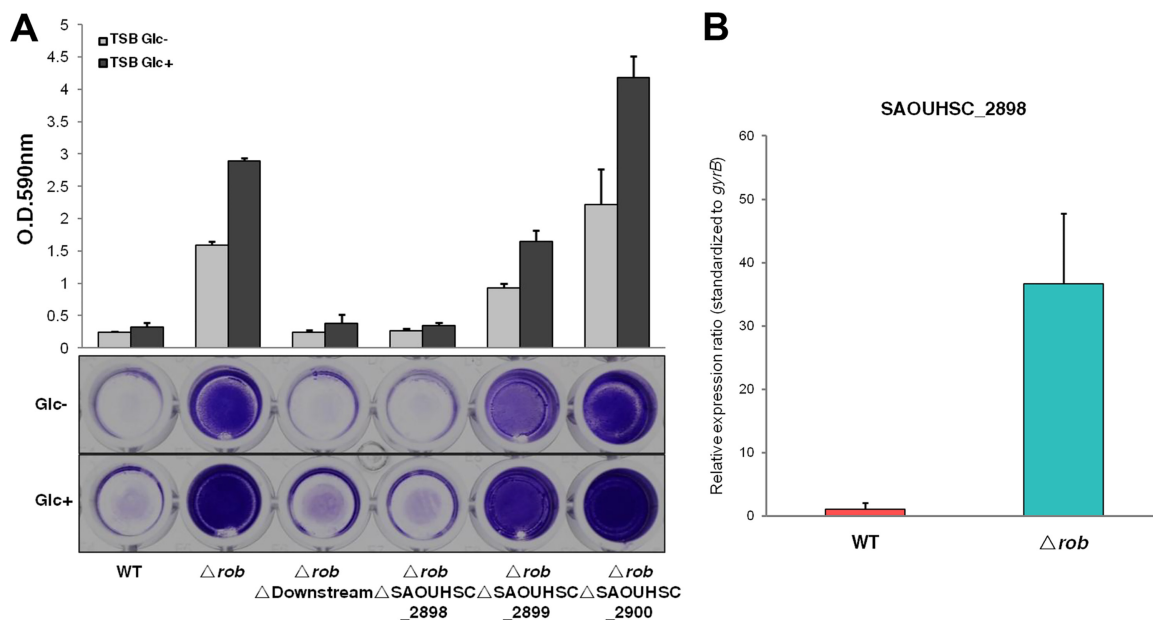 A
B
TSB Glc-
TSB Glc+
O.D.590nm
5
4.5
4
3.5
3
2.5
2
1.5
1
0.5
0
Glc-
Glc+
WT
△rob
△rob
△Downstream
△rob
△SAOUHSC
_2898
△rob
△SAOUHSC
_2899
△rob
△SAOUHSC
_2900
SAOUHSC_2898
Relative expression ratio (standardized to gyrB)
60
50
40
30
20
10
0
WT
△rob